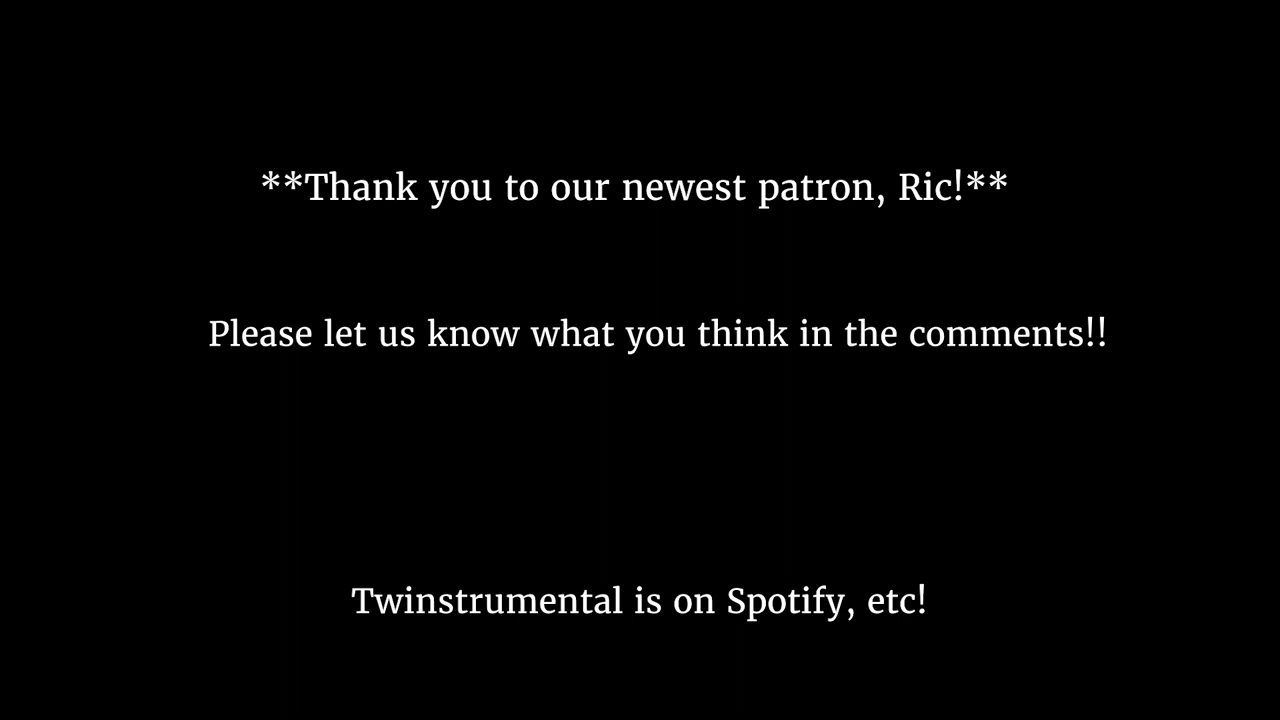 **Thank you to our newest patron, Ric!**
Please let us know what you think in the comments!!
Twinstrumental is on Spotify, etc!